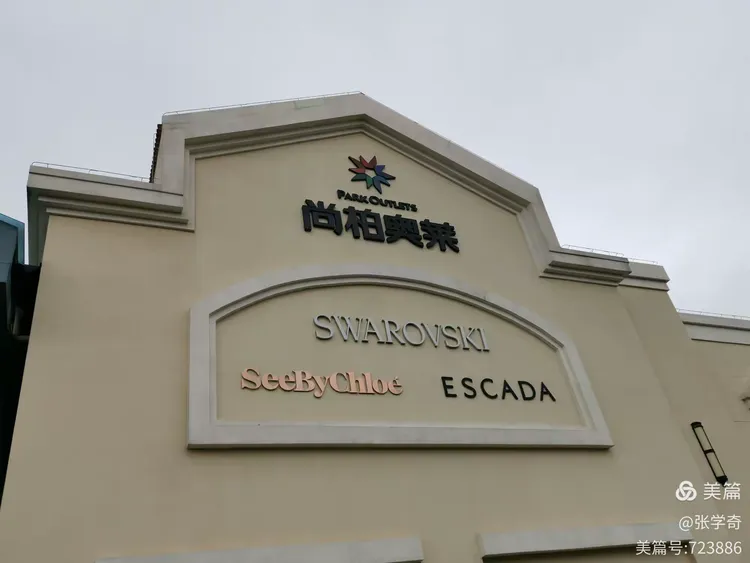 PARK OUTLETS
尚柏奥莱
SWAROVSKI
SeeByChloé
ESCADA
美篇
@张学奇
美篇号:723886